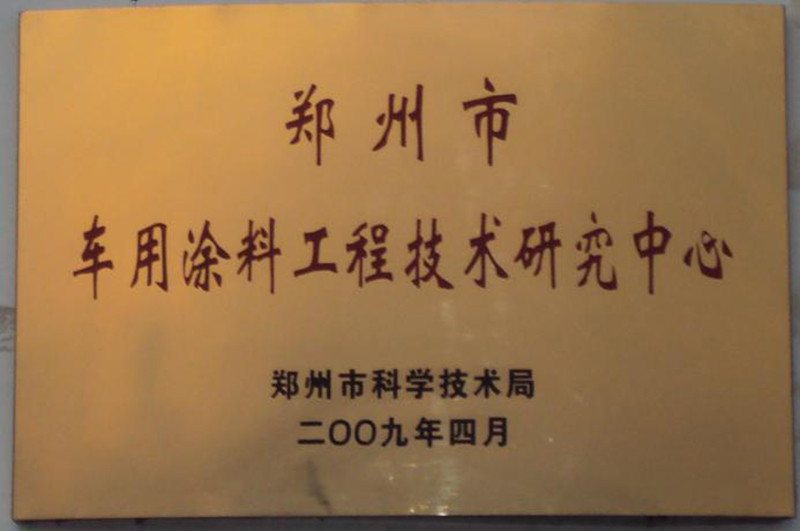 郑州市
车用涂料工程技术研究中心
郑州市科学技术局
二〇〇九年四月